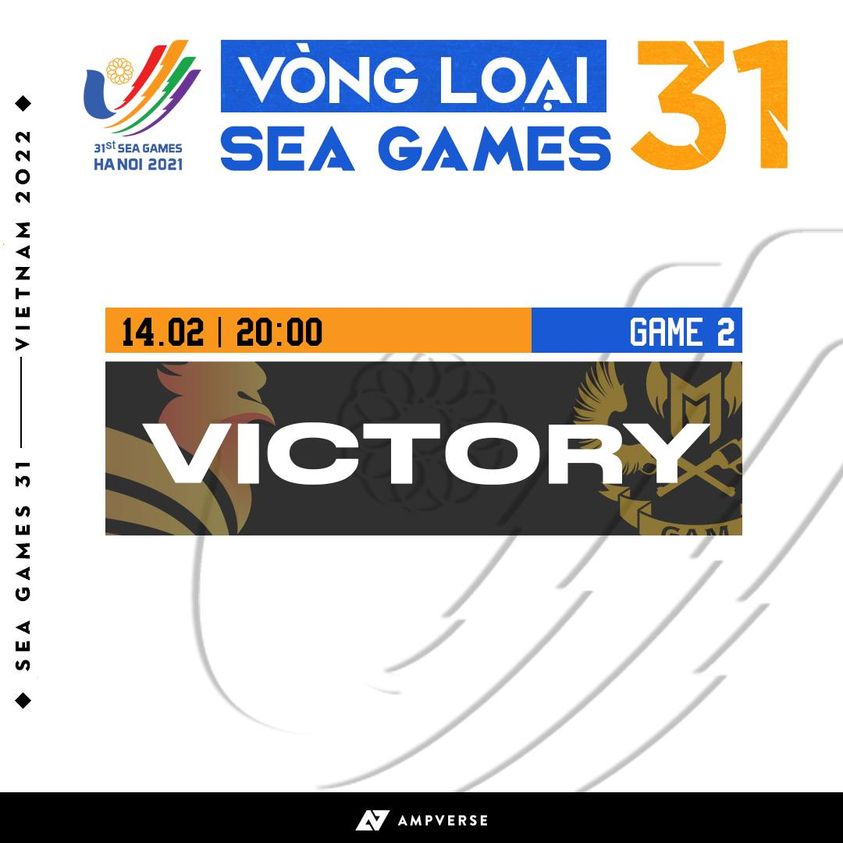 31st SEA GAMES
HA NOI 2021
VÒNG LOẠI
SEA GAMES 31
SEA GAMES 31 — VIETNAM 2022
14.02 | 20:00
GAME 2
VICTORY
M
GAM
AMPVERSE